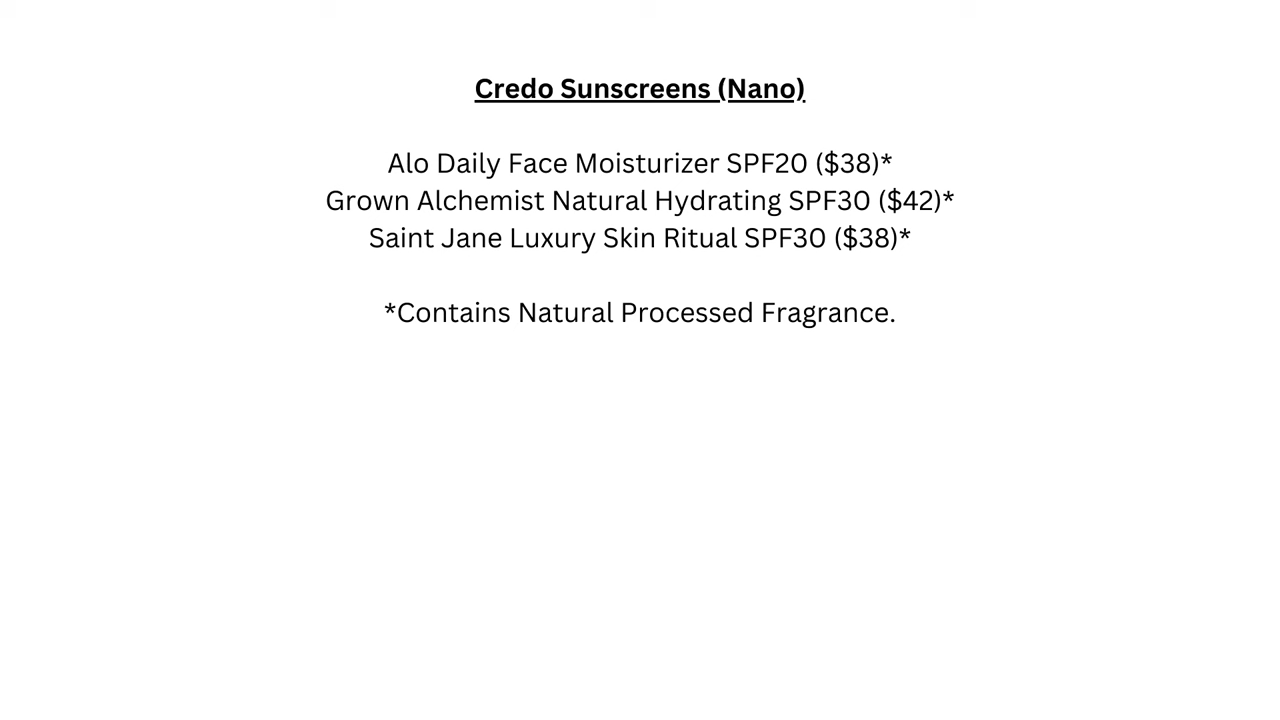 Credo Sunscreens (Nano)
Alo Daily Face Moisturizer SPF20 ($38)*
Grown Alchemist Natural Hydrating SPF30 ($42)*
Saint Jane Luxury Skin Ritual SPF30 ($38)*
*Contains Natural Processed Fragrance.